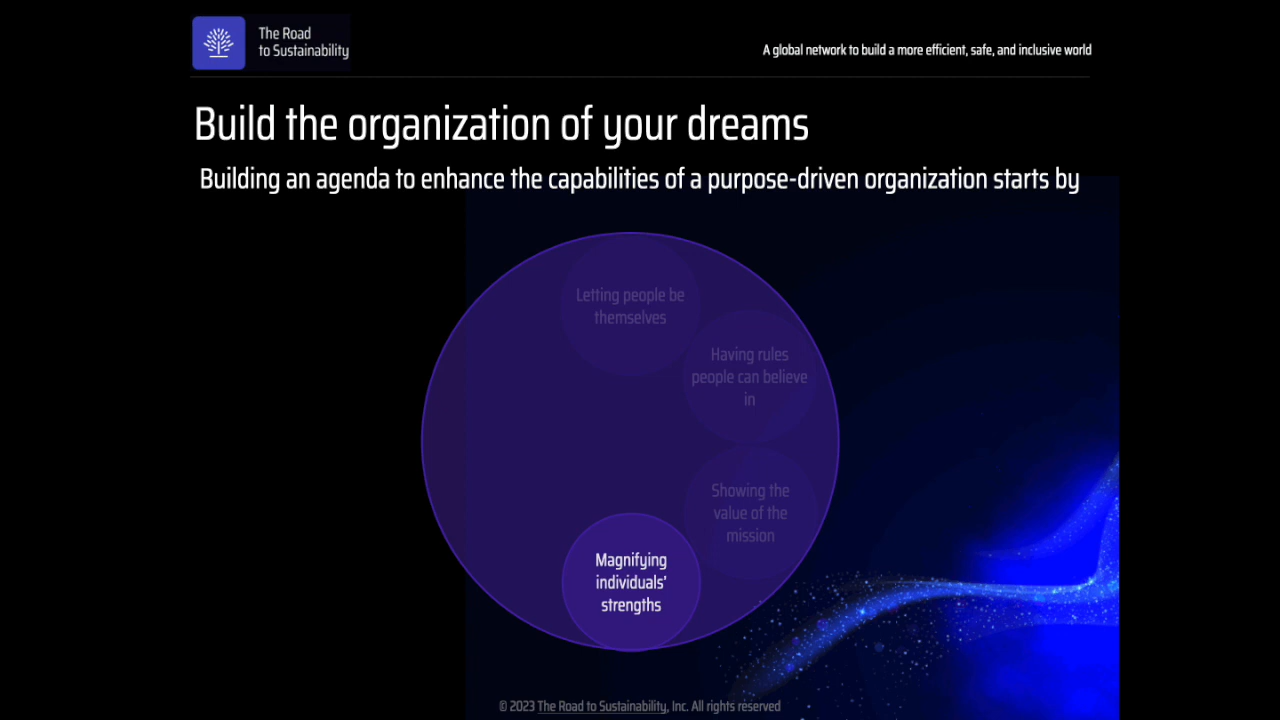 The Road
to Sustainability
A global network to build a more efficient, safe, and inclusive world
Build the organization of your dreams
Building an agenda to enhance the capabilities of a purpose-driven organization starts by
Letting people be
themselves
Having rules
people can believe
in
Showing the
value of the
mission
Magnifying
individuals'
strengths
© 2023 The Road to Sustainability, Inc. All rights reserved